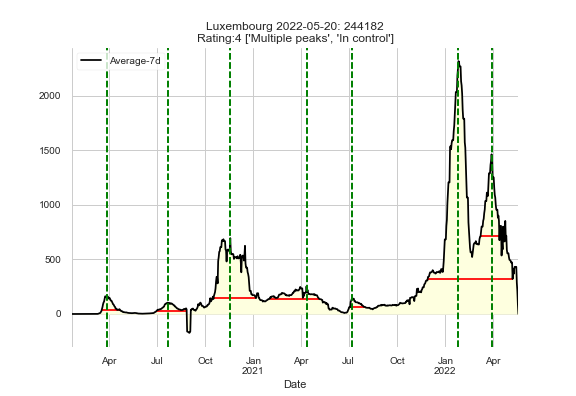 Luxembourg 2022-05-20: 244182
Rating:4 ['Multiple peaks', 'In control']
Average-7d
2000
1500
1000
500
0
Apr Jul Oct Jan Apr Jul Oct Jan Apr
2021 2022
Date